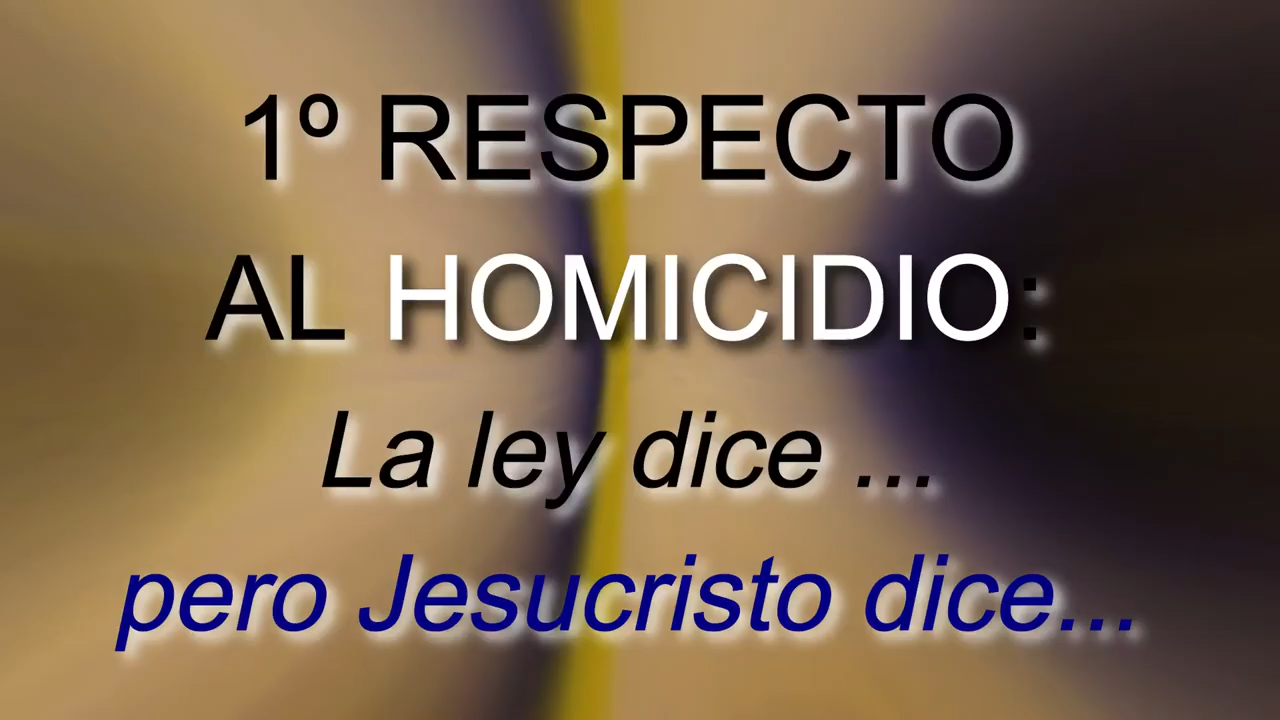 1º RESPECTO
AL HOMICIDIO:
La ley dice ...
pero Jesucristo dice...